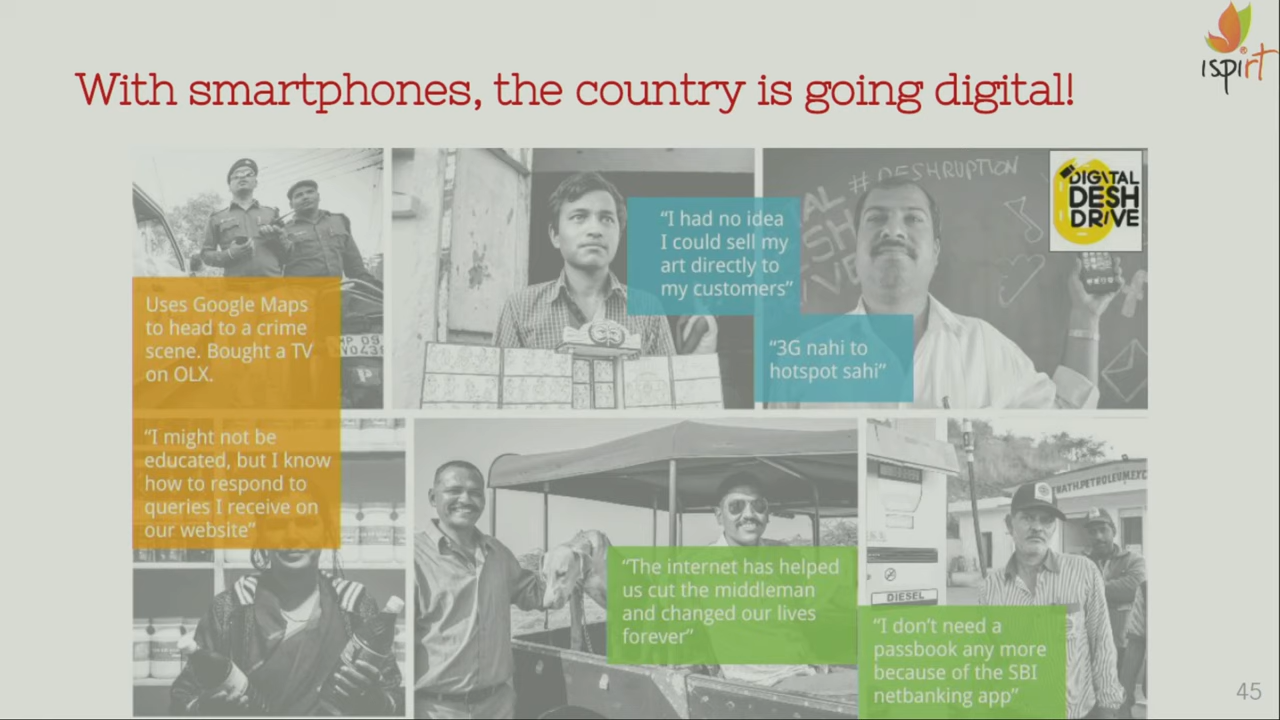 ispirt
With smartphones, the country is going digital!
# DESHRUPTION
DIGITAL
DESH
DRIVE
Uses Google Maps
to head to a crime
scene. Bought a TV
on OLX.
“I had no idea
I could sell my
art directly to
my customers”
“3G nahi to
hotspot sahi”
“I might not be
educated, but I know
how to respond to
queries I receive on
our website”
“The internet has helped
us cut the middleman
and changed our lives
forever”
DIESEL
“I don’t need a
passbook any more
because of the SBI
netbanking app”
45